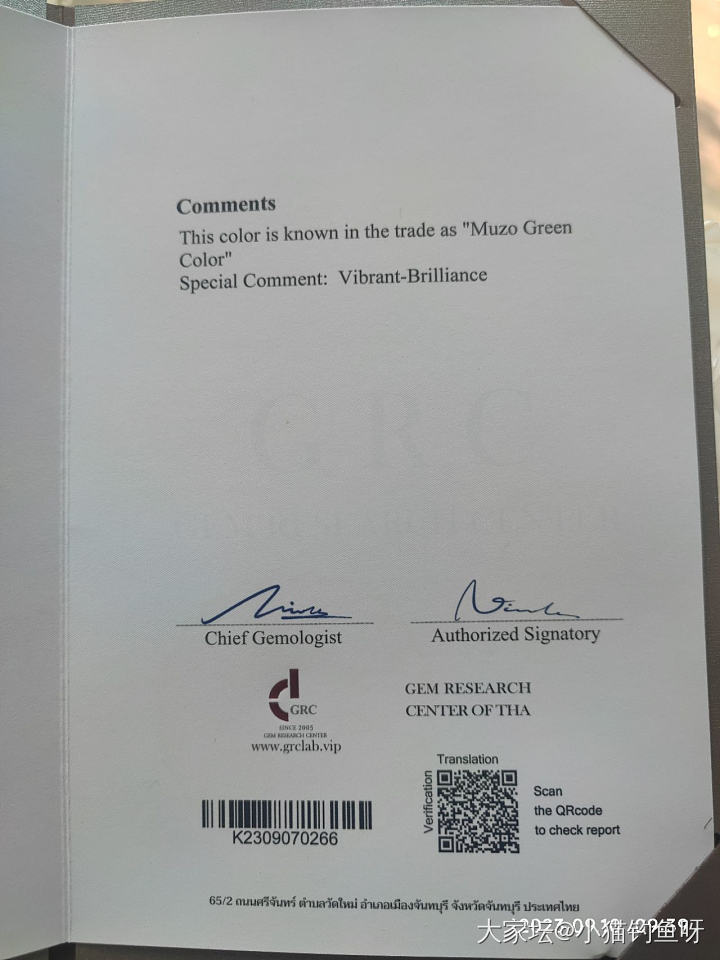 Comments
This color is known in the trade as "Muzo Green
Color"
Special Comment: Vibrant-Brilliance
GRC
GEM RESEARCH CENTER
Chief Gemologist
Authorized Signatory
GRC
SINCE 2005
GEM RESEARCH CENTER
www.grclab.vip
GEM RESEARCH
CENTER OF THA
Translation
Verification
Scan
the QRcode
to check report
K2309070266
65/2 ถนนศรีจันทร์ ตำบลวัดใหม่ อำเภอเมืองจันทบุรี จังหวัดจันทบุรี ประเทศไทย
大家坛@小猫钓鱼呀